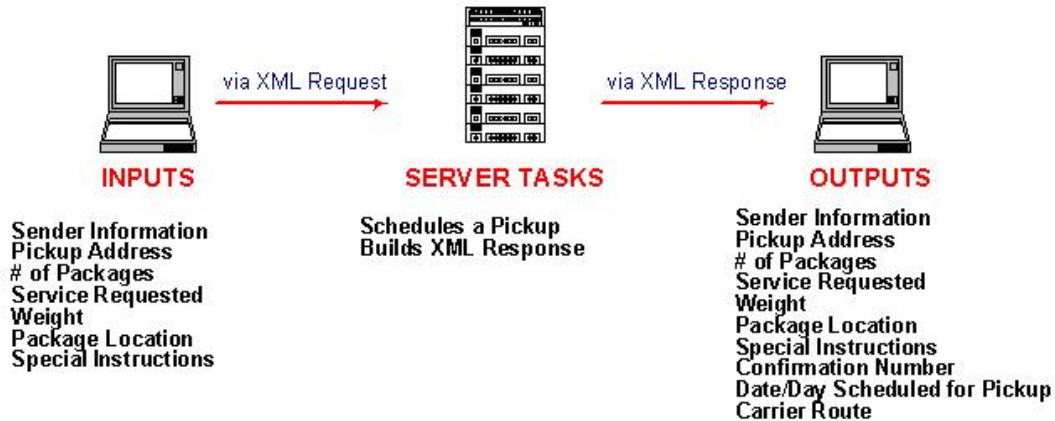 via XML Request
via XML Response
INPUTS
SERVER TASKS
OUTPUTS
Sender Information
Pickup Address
# of Packages
Service Requested
Weight
Package Location
Special Instructions
Schedules a Pickup
Builds XML Response
Sender Information
Pickup Address
# of Packages
Service Requested
Weight
Package Location
Special Instructions
Confirmation Number
Date/Day Scheduled for Pickup
Carrier Route